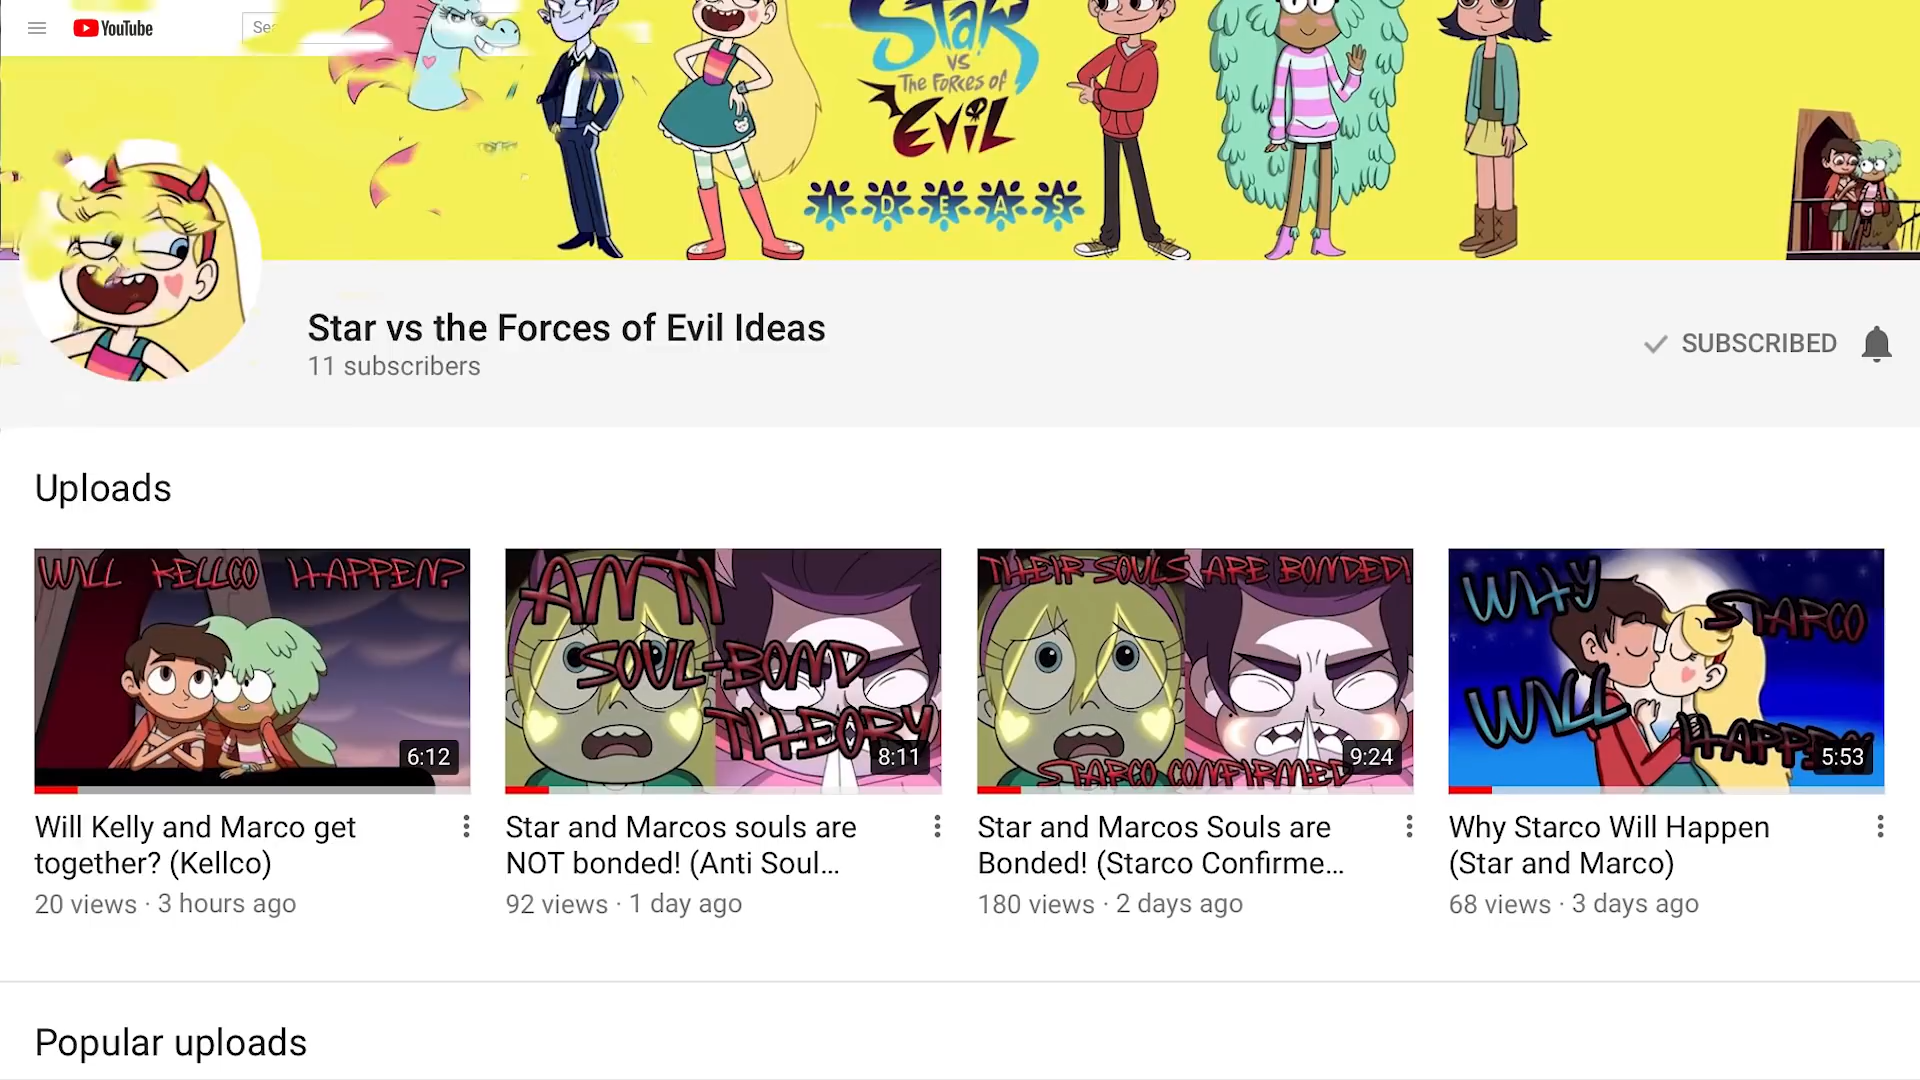 YouTube
Star
vs
The Forces of
EVIL
IDEAS
Star vs the Forces of Evil Ideas
11 subscribers
SUBSCRIBED
Uploads
WILL KELLCO HAPPEN?
6:12
ANTI
SOUL-BOND
THEORY
8:11
THEIR SOULS ARE BONDED!
STARCO CONFIRMED
9:24
WHY STARCO
WILL HAPPEN
5:53
Will Kelly and Marco get
together? (Kellco)
20 views · 3 hours ago
Star and Marcos souls are
NOT bonded! (Anti Soul...
92 views · 1 day ago
Star and Marcos Souls are
Bonded! (Starco Confirme...
180 views · 2 days ago
Why Starco Will Happen
(Star and Marco)
68 views · 3 days ago
Popular uploads